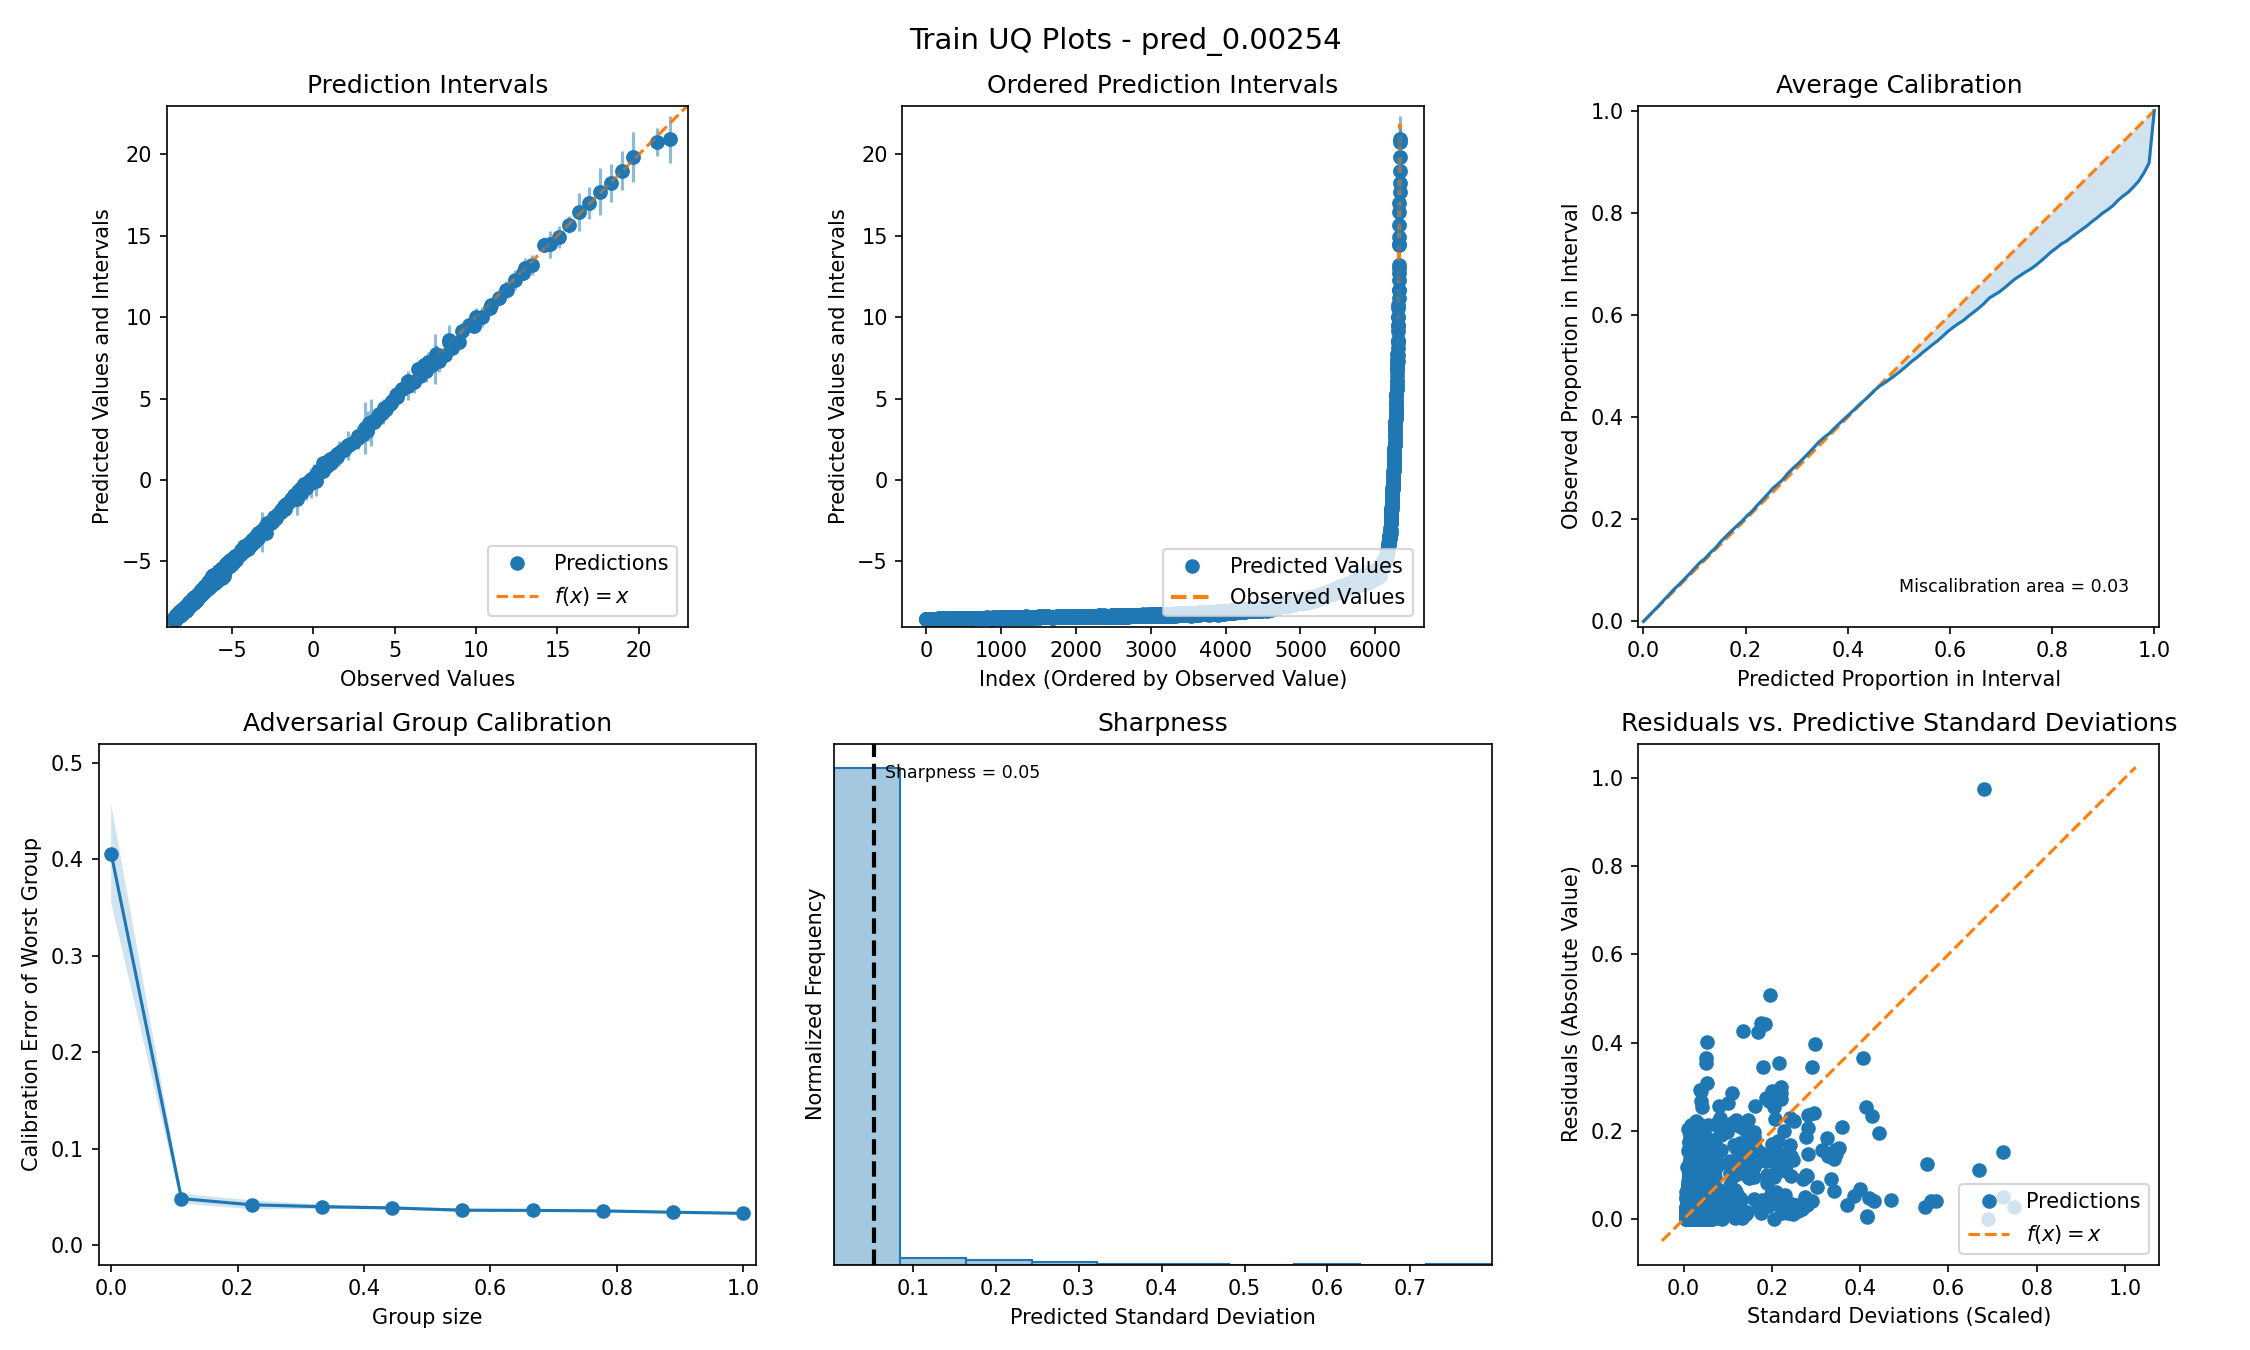 Train UQ Plots - pred_0.00254
Prediction Intervals
Predicted Values and Intervals
20
15
10
5
0
−5
−5 0 5 10 15 20
Observed Values
Predictions
f(x) = x
Ordered Prediction Intervals
Predicted Values and Intervals
20
15
10
5
0
−5
0 1000 2000 3000 4000 5000 6000
Index (Ordered by Observed Value)
Predicted Values
Observed Values
Average Calibration
Observed Proportion in Interval
1.0
0.8
0.6
0.4
0.2
0.0
0.0 0.2 0.4 0.6 0.8 1.0
Predicted Proportion in Interval
Miscalibration area = 0.03
Adversarial Group Calibration
Calibration Error of Worst Group
0.5
0.4
0.3
0.2
0.1
0.0
0.0 0.2 0.4 0.6 0.8 1.0
Group size
Sharpness
Normalized Frequency
Sharpness = 0.05
0.1 0.2 0.3 0.4 0.5 0.6 0.7
Predicted Standard Deviation
Residuals vs. Predictive Standard Deviations
Residuals (Absolute Value)
1.0
0.8
0.6
0.4
0.2
0.0
0.0 0.2 0.4 0.6 0.8 1.0
Standard Deviations (Scaled)
Predictions
f(x) = x